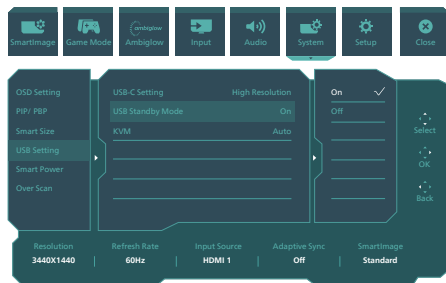 ambiglow
SmartImage Game Mode Ambiglow Input Audio System Setup Close
OSD Setting
PIP/ PBP
Smart Size
USB Setting
Smart Power
Over Scan
USB-C Setting High Resolution
USB Standby Mode On
KVM Auto
On
Off
Select
OK
Back
Resolution Refresh Rate Input Source Adaptive Sync SmartImage
3440X1440 60Hz HDMI 1 Off Standard